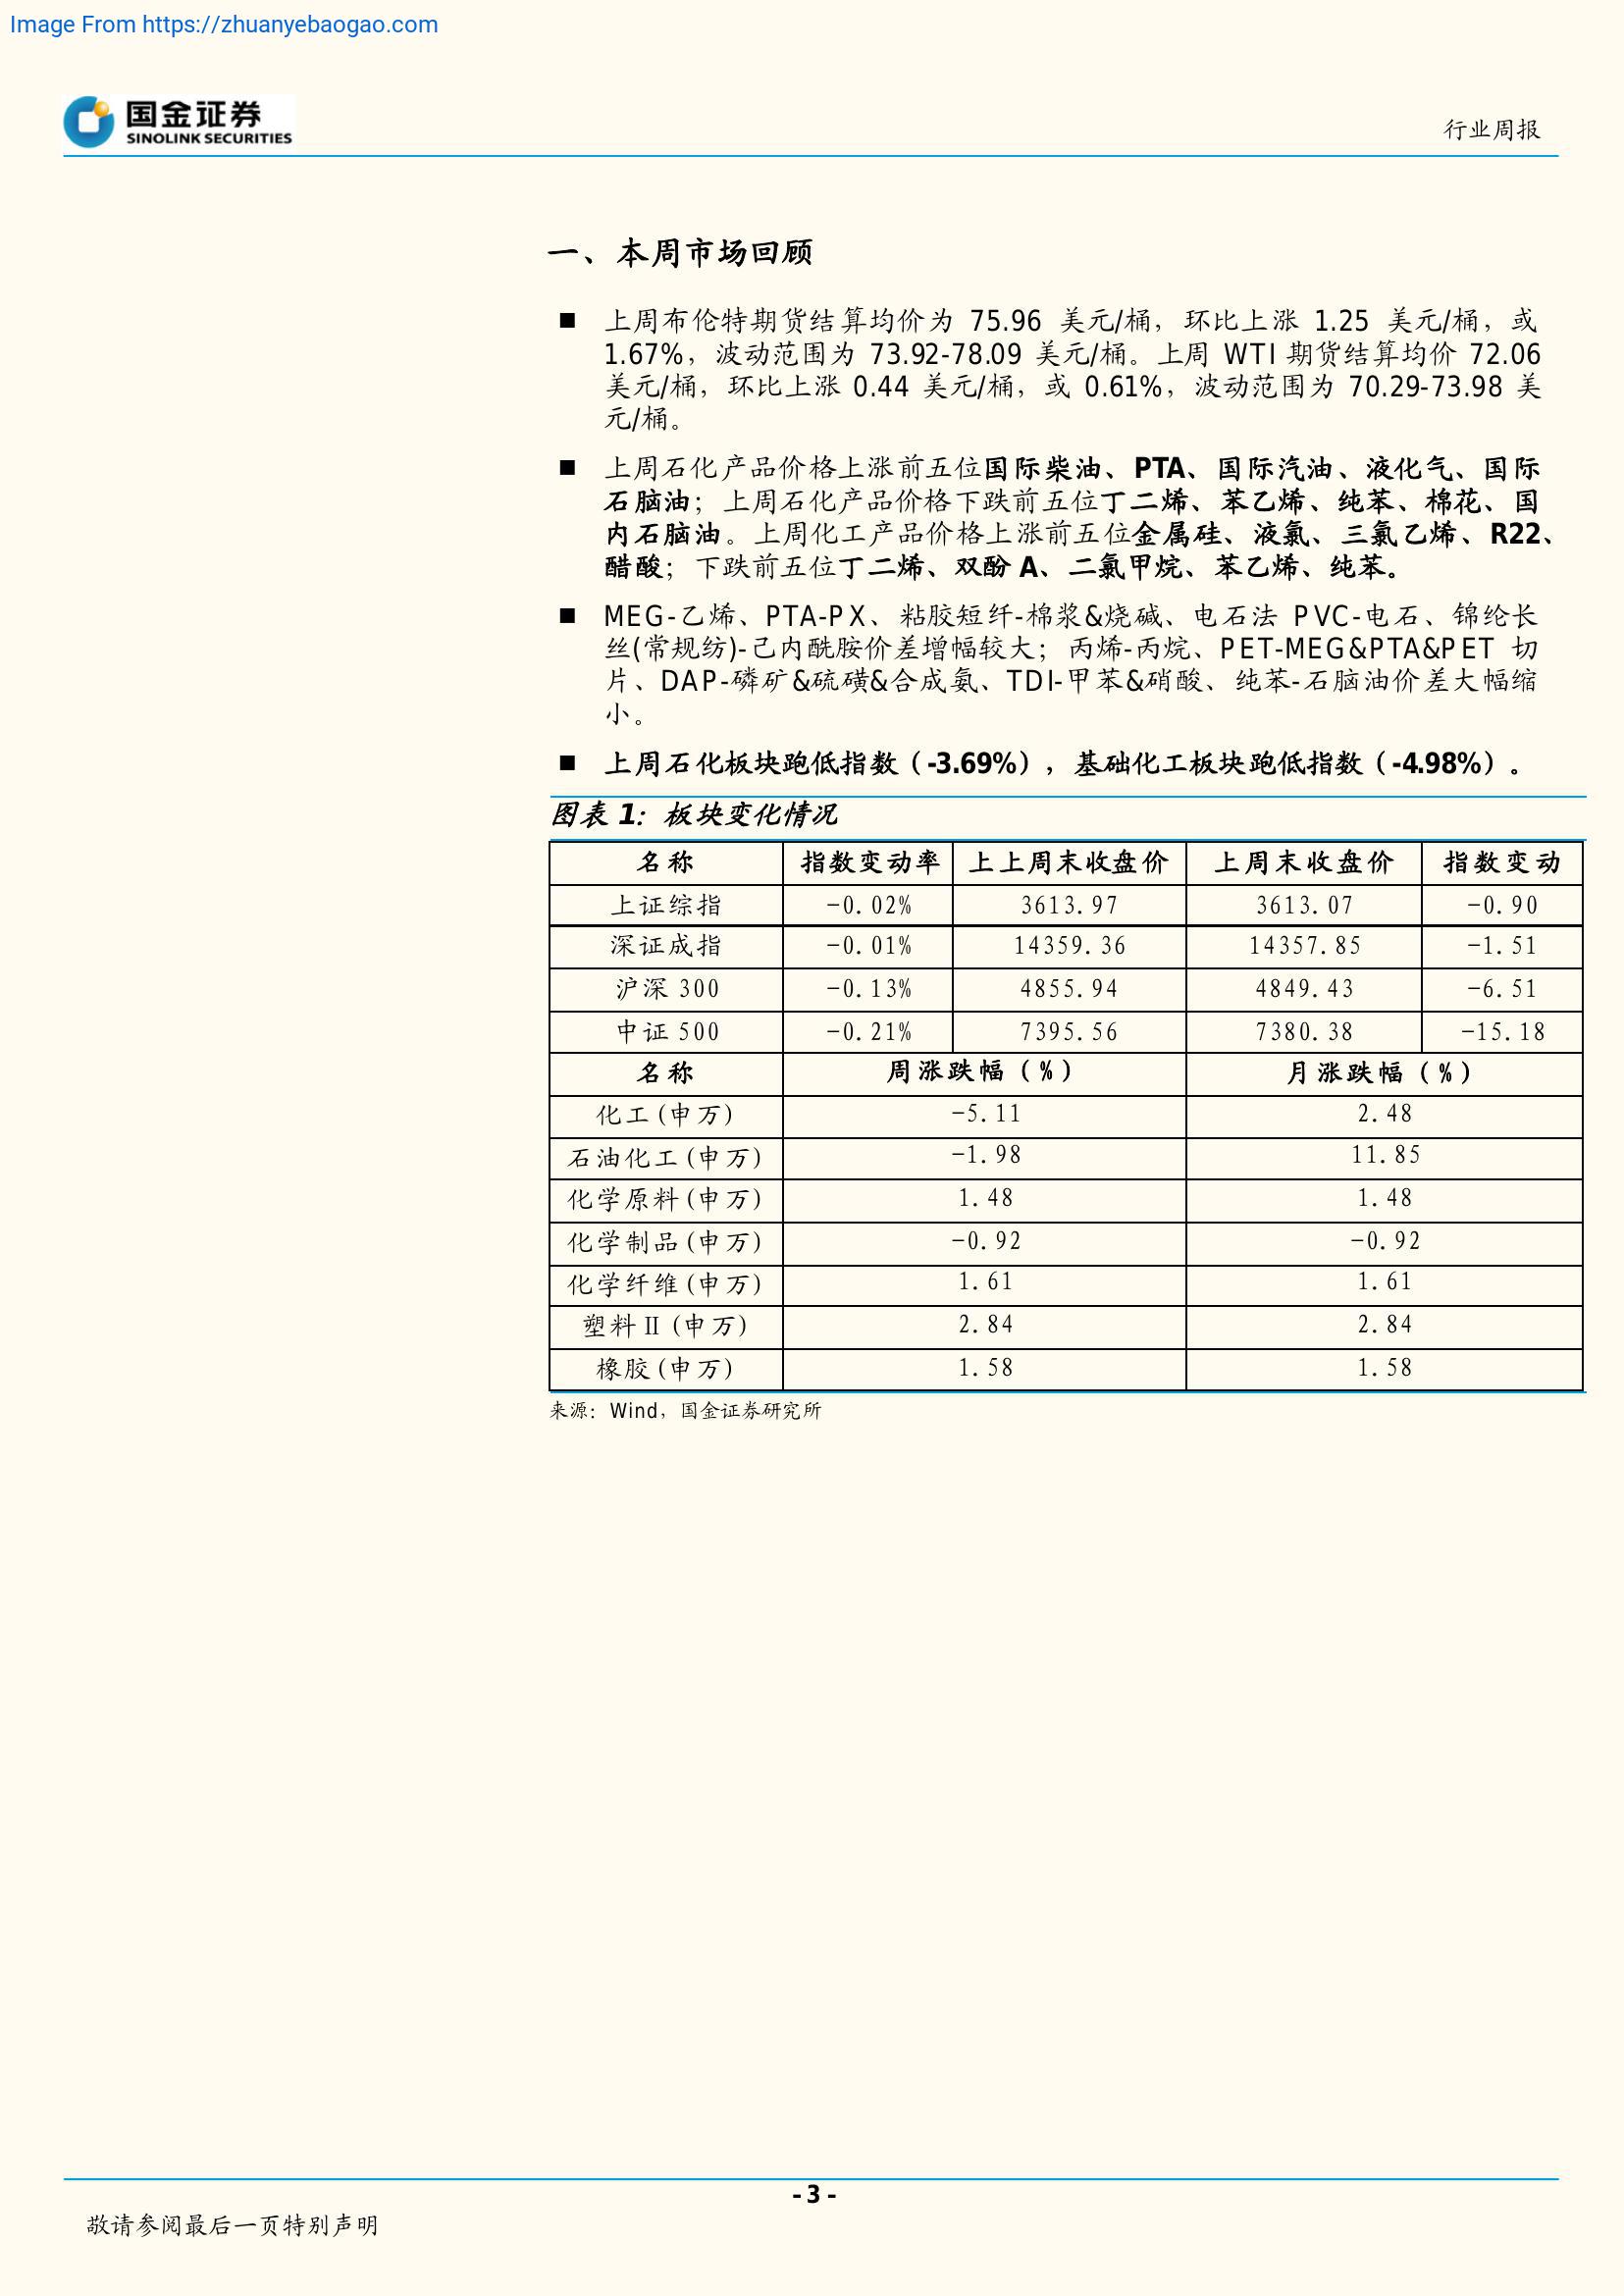 Image From https://zhuanyebaogao.com
国金证券
SINOLINK SECURITIES
行业周报
一、本周市场回顾
■ 上周布伦特期货结算均价为 75.96 美元/桶，环比上涨 1.25 美元/桶，或
1.67%，波动范围为 73.92-78.09 美元/桶。上周 WTI 期货结算均价 72.06
美元/桶，环比上涨 0.44 美元/桶，或 0.61%，波动范围为 70.29-73.98 美
元/桶。
■ 上周石化产品价格上涨前五位国际柴油、PTA、国际汽油、液化气、国际
石脑油；上周石化产品价格下跌前五位丁二烯、苯乙烯、纯苯、棉花、国
内石脑油。上周化工产品价格上涨前五位金属硅、液氯、三氯乙烯、R22、
醋酸；下跌前五位丁二烯、双酚 A、二氯甲烷、苯乙烯、纯苯。
■ MEG-乙烯、PTA-PX、粘胶短纤-棉浆&烧碱、电石法 PVC-电石、锦纶长
丝(常规纺)-己内酰胺价差增幅较大；丙烯-丙烷、PET-MEG&PTA&PET 切
片、DAP-磷矿&硫磺&合成氨、TDI-甲苯&硝酸、纯苯-石脑油价差大幅缩
小。
■ 上周石化板块跑低指数（-3.69%），基础化工板块跑低指数（-4.98%）。
图表 1：板块变化情况
名称 指数变动率 上上周末收盘价 上周末收盘价 指数变动
上证综指 -0.02% 3613.97 3613.07 -0.90
深证成指 -0.01% 14359.36 14357.85 -1.51
沪深 300 -0.13% 4855.94 4849.43 -6.51
中证 500 -0.21% 7395.56 7380.38 -15.18
名称 周涨跌幅（%） 月涨跌幅（%）
化工(申万) -5.11 2.48
石油化工(申万) -1.98 11.85
化学原料(申万) 1.48 1.48
化学制品(申万) -0.92 -0.92
化学纤维(申万) 1.61 1.61
塑料Ⅱ(申万) 2.84 2.84
橡胶(申万) 1.58 1.58
来源：Wind，国金证券研究所
- 3 -
敬请参阅最后一页特别声明